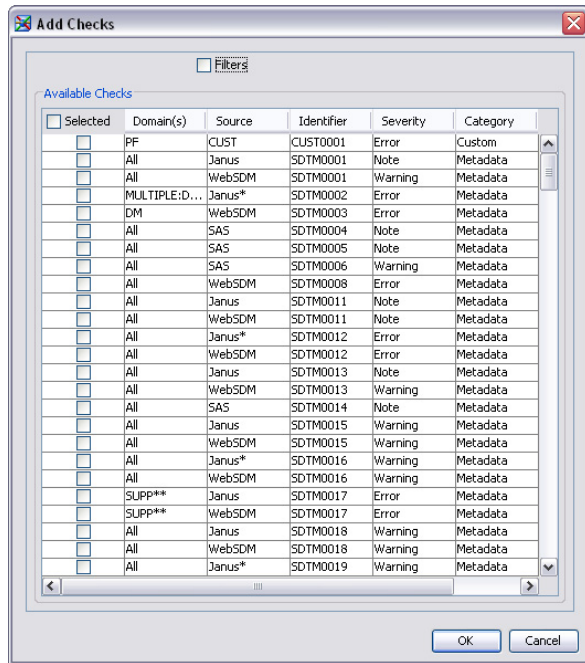 Add Checks
Filters
Available Checks
Selected Domain(s) Source Identifier Severity Category
PF CUST CUST0001 Error Custom
All Janus SDTM0001 Note Metadata
All WebSDM SDTM0001 Warning Metadata
MULTIPLE:D... Janus* SDTM0002 Error Metadata
DM WebSDM SDTM0003 Error Metadata
All SAS SDTM0004 Note Metadata
All SAS SDTM0005 Note Metadata
All SAS SDTM0006 Warning Metadata
All WebSDM SDTM0008 Error Metadata
All Janus SDTM0011 Note Metadata
All WebSDM SDTM0011 Note Metadata
All Janus* SDTM0012 Error Metadata
All WebSDM SDTM0012 Error Metadata
All Janus SDTM0013 Note Metadata
All WebSDM SDTM0013 Warning Metadata
All SAS SDTM0014 Note Metadata
All Janus SDTM0015 Warning Metadata
All WebSDM SDTM0015 Warning Metadata
All Janus* SDTM0016 Warning Metadata
All WebSDM SDTM0016 Warning Metadata
SUPP** Janus SDTM0017 Error Metadata
SUPP** WebSDM SDTM0017 Error Metadata
All Janus SDTM0018 Warning Metadata
All WebSDM SDTM0018 Warning Metadata
All Janus* SDTM0019 Warning Metadata
OK Cancel